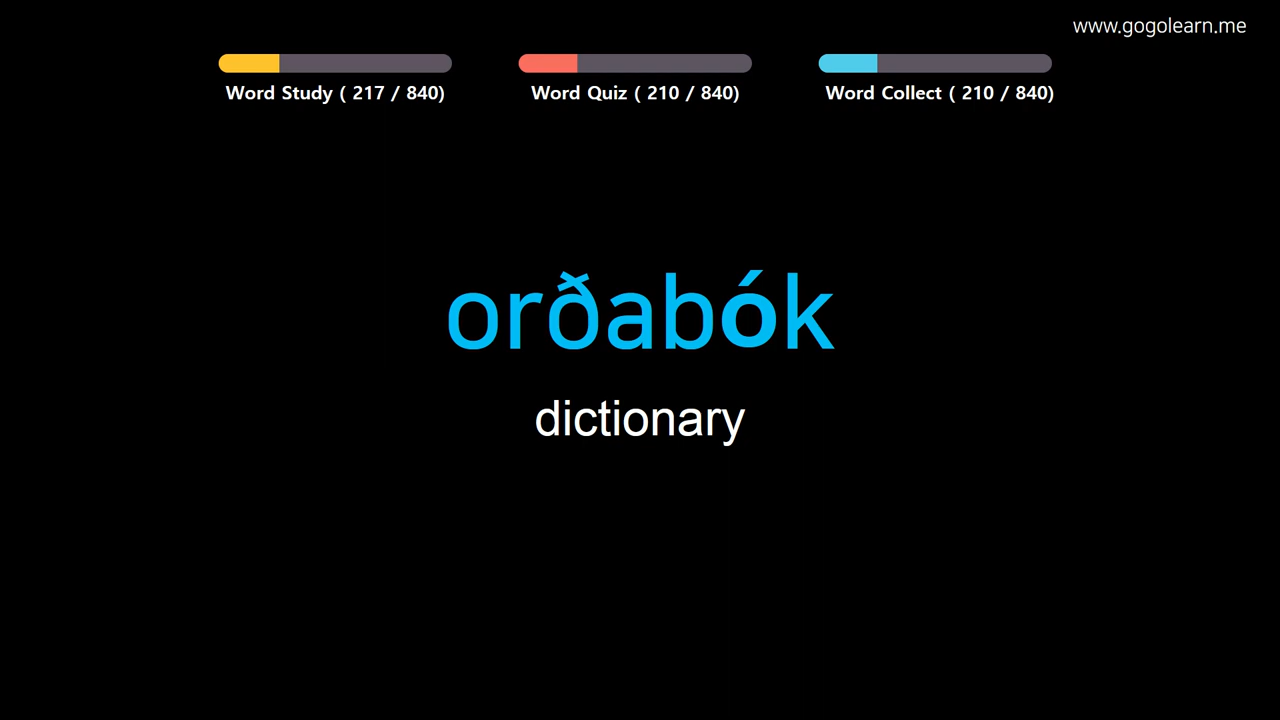 www.gogolearn.me
Word Study ( 217 / 840)
Word Quiz ( 210 / 840)
Word Collect ( 210 / 840)
orðabók
dictionary